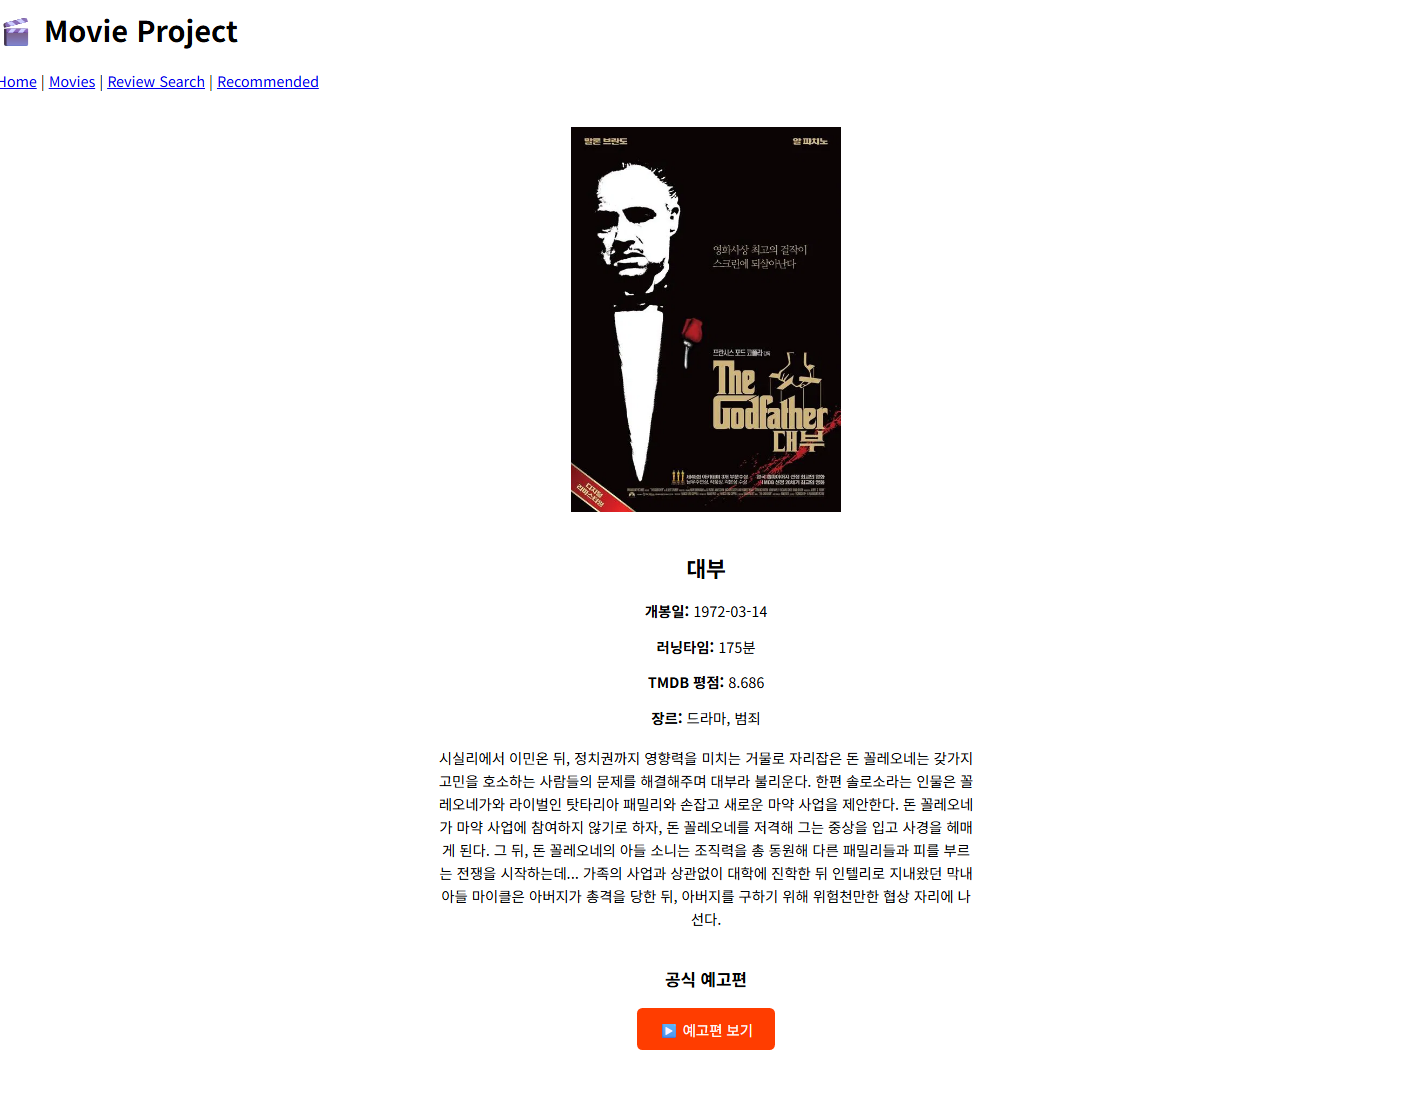 Movie Project
Home | Movies | Review Search | Recommended
말론 브란도
알 파치노
영화사상 최고의 걸작이
스크린에 되살아난다
프란시스 포드 코폴라
The
Godfather
대부
디지털
리마스터링
대부
개봉일: 1972-03-14
러닝타임: 175분
TMDB 평점: 8.686
장르: 드라마, 범죄
시실리에서 이민온 뒤, 정치권까지 영향력을 미치는 거물로 자리잡은 돈 꼴레오네는 갖가지
고민을 호소하는 사람들의 문제를 해결해주며 대부라 불리운다. 한편 솔로소라는 인물은 꼴
레오네가와 라이벌인 탓타리아 패밀리와 손잡고 새로운 마약 사업을 제안한다. 돈 꼴레오네
가 마약 사업에 참여하지 않기로 하자, 돈 꼴레오네를 저격해 그는 중상을 입고 사경을 헤매
게 된다. 그 뒤, 돈 꼴레오네의 아들 소니는 조직력을 총 동원해 다른 패밀리들과 피를 부르
는 전쟁을 시작하는데... 가족의 사업과 상관없이 대학에 진학한 뒤 인텔리로 지내왔던 막내
아들 마이클은 아버지가 총격을 당한 뒤, 아버지를 구하기 위해 위험천만한 협상 자리에 나
선다.
공식 예고편
예고편 보기